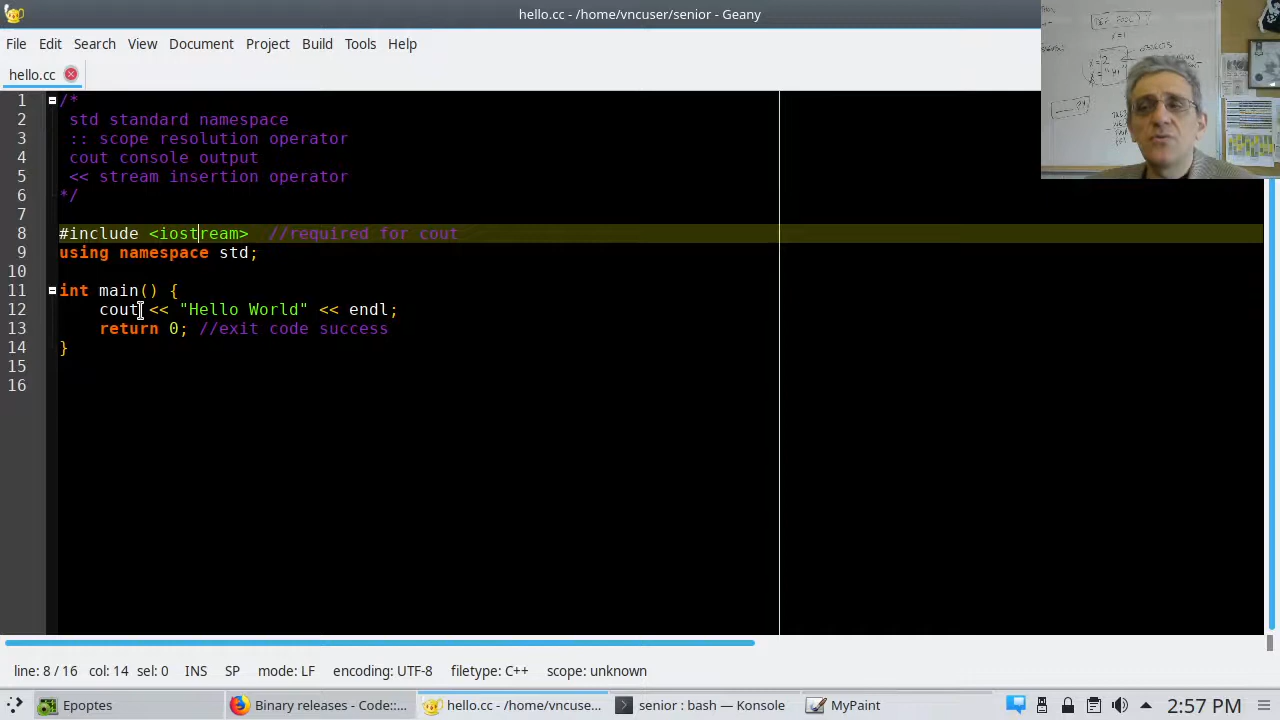 hello.cc - /home/vncuser/senior - Geany
File Edit Search View Document Project Build Tools Help
hello.cc
1 /*
2 std standard namespace
3 :: scope resolution operator
4 cout console output
5 << stream insertion operator
6 */
7
8 #include <iostream> //required for cout
9 using namespace std;
10
11 int main() {
12 cout << "Hello World" << endl;
13 return 0; //exit code success
14 }
15
16
line: 8 / 16 col: 14 sel: 0 INS SP mode: LF encoding: UTF-8 filetype: C++ scope: unknown
Epoptes Binary releases - Code::... hello.cc - /home/vncuse... senior : bash — Konsole MyPaint 2:57 PM